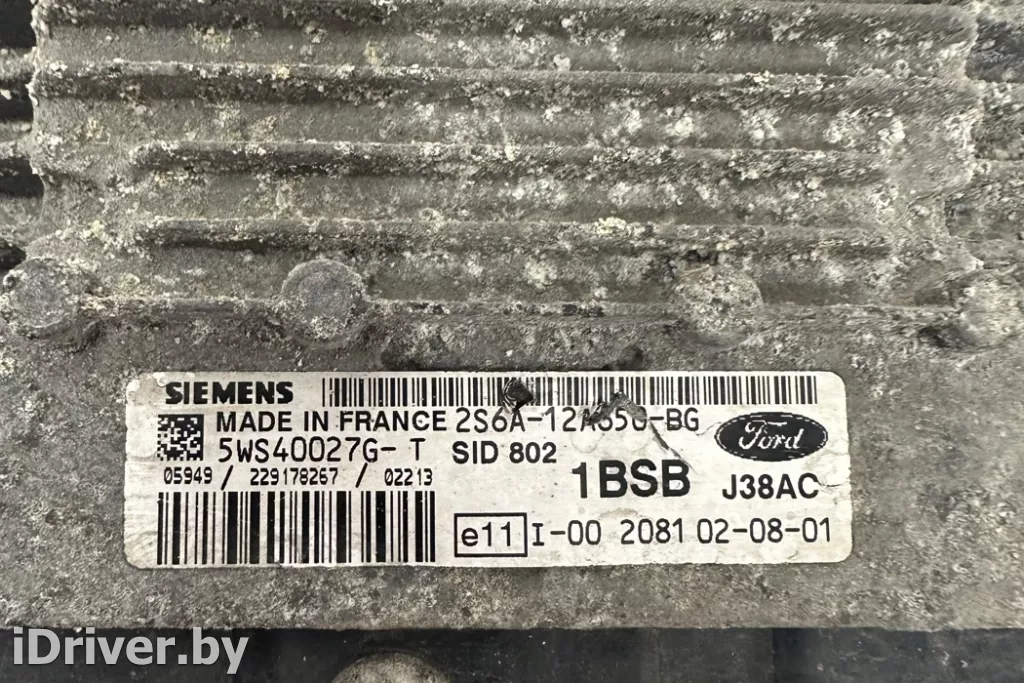 SIEMENS
MADE IN FRANCE 2S6A-12A650-BG
5WS40027G-T SID 802
Ford
05949 / 229178267 / 02213
1BSB J38AC
e11 I-00 2081 02-08-01
iDriver.by